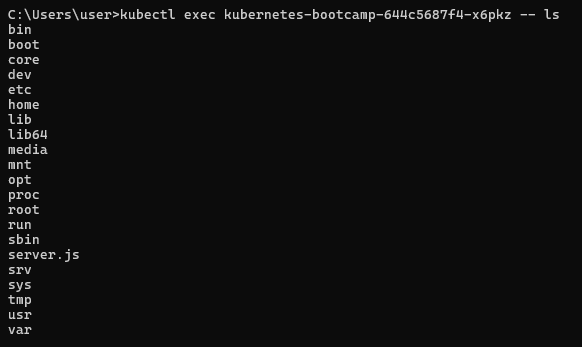 C:\Users\user>kubectl exec kubernetes-bootcamp-644c5687f4-x6pkz -- ls
bin
boot
core
dev
etc
home
lib
lib64
media
mnt
opt
proc
root
run
sbin
server.js
srv
sys
tmp
usr
var